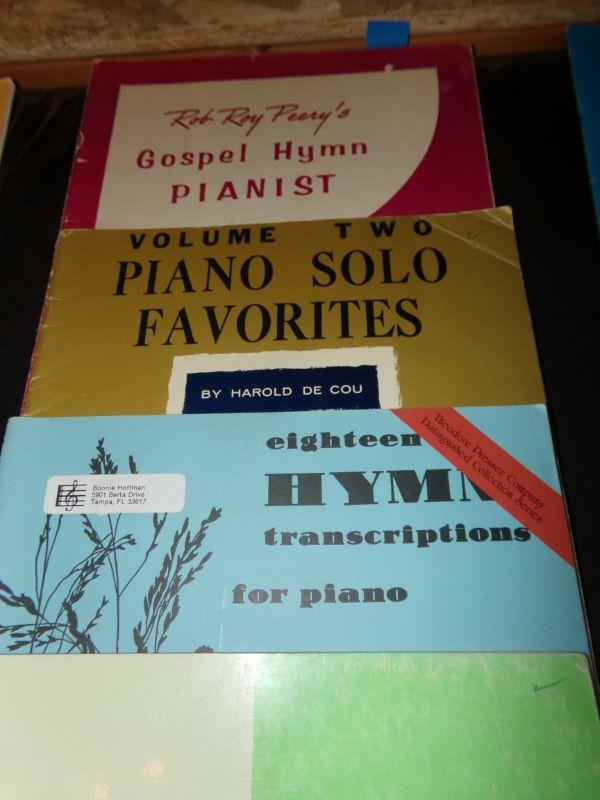 Rob Roy Peery's
Gospel Hymn
PIANIST
VOLUME TWO
PIANO SOLO
FAVORITES
BY HAROLD DE COU
eighteen
HYMN
transcriptions
for piano
Theodore Presser Company
Distinguished Collection Series
Bonnie Hoffman
5901 Berta Drive
Tampa, FL 33617